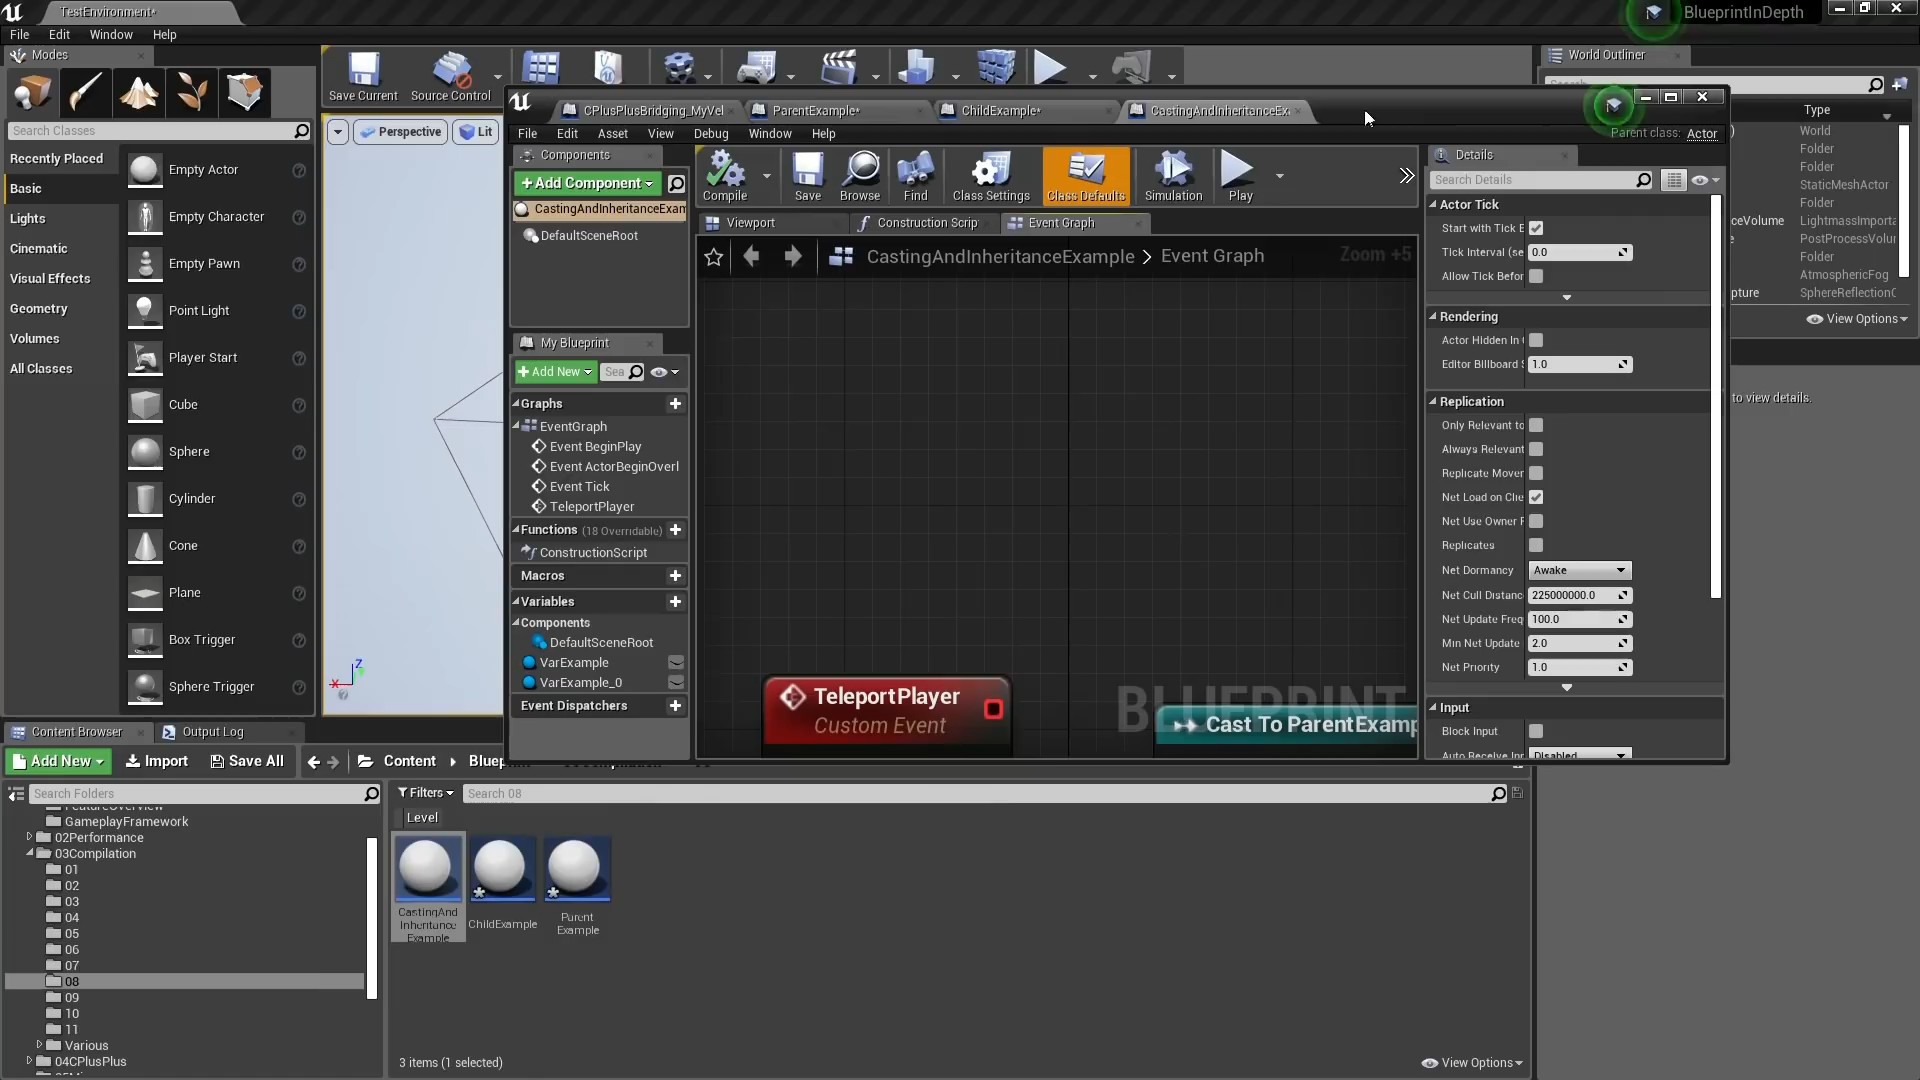 TestEnvironment*
BlueprintInDepth
File Edit Window Help
Modes
World Outliner
Save Current
Source Control
Search Classes
Recently Placed
Basic
Lights
Cinematic
Visual Effects
Geometry
Volumes
All Classes
Empty Actor
Empty Character
Empty Pawn
Point Light
Player Start
Cube
Sphere
Cylinder
Cone
Plane
Box Trigger
Sphere Trigger
Perspective
Lit
CPlusPlusBridging_MyVel
ParentExample*
ChildExample*
CastingAndInheritanceEx
File Edit Asset View Debug Window Help
Parent class: Actor
Components
+Add Component
CastingAndInheritanceExam
DefaultSceneRoot
My Blueprint
+Add New
Sea
Graphs
EventGraph
Event BeginPlay
Event ActorBeginOverl
Event Tick
TeleportPlayer
Functions (18 Overridable)
ConstructionScript
Macros
Variables
Components
DefaultSceneRoot
VarExample
VarExample_0
Event Dispatchers
Compile
Save
Browse
Find
Class Settings
Class Defaults
Simulation
Play
Viewport
Construction Scrip
Event Graph
CastingAndInheritanceExample > Event Graph
Zoom +5
TeleportPlayer
Custom Event
BLUEPRINT
Cast To ParentExamp
Details
Search Details
Actor Tick
Start with Tick E
Tick Interval (se 0.0
Allow Tick Befor
Rendering
Actor Hidden In
Editor Billboard S 1.0
Replication
Only Relevant to
Always Relevant
Replicate Mover
Net Load on Clie
Net Use Owner F
Replicates
Net Dormancy Awake
Net Cull Distanc 225000000.0
Net Update Freq 100.0
Min Net Update 2.0
Net Priority 1.0
Input
Block Input
Auto Receive Inp Disabled
Type
World
Folder
Folder
StaticMeshActor
Folder
ceVolume LightmassImporta
PostProcessVolu
Folder
AtmosphericFog
pture SphereReflectionC
View Options
to view details.
Content Browser
Output Log
Add New
Import
Save All
Content
Bluep
Search Folders
FeatureOverview
GameplayFramework
02Performance
03Compilation
01
02
03
04
05
06
07
08
09
10
11
Various
04CPlusPlus
Filters
Search 08
Level
CastingAnd
Inheritance
Example
ChildExample
Parent
Example
3 items (1 selected)
View Options